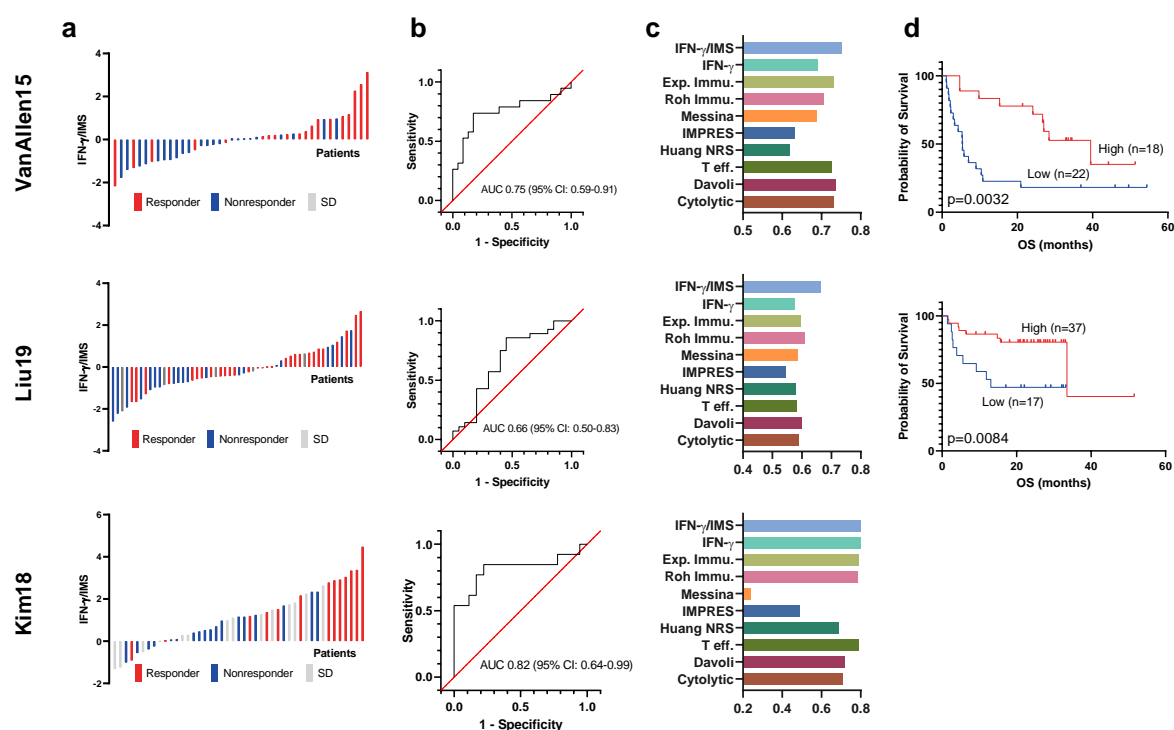 a
b
c
d
VanAllen15
IFN-γ/IMS
4
2
0
-2
-4
Patients
Responder
Nonresponder
SD
Sensitivity
1.0
0.5
0.0
AUC 0.75 (95% CI: 0.59-0.91)
0.0
0.5
1.0
1 - Specificity
IFN-γ/IMS
IFN-γ
Exp. Immu.
Roh Immu.
Messina
IMPRES
Huang NRS
T eff.
Davoli
Cytolytic
0.5
0.6
0.7
0.8
Probability of Survival
100
50
0
High (n=18)
Low (n=22)
p=0.0032
0
20
40
60
OS (months)
Liu19
IFN-γ/IMS
4
2
0
-2
-4
Patients
Responder
Nonresponder
SD
Sensitivity
1.0
0.5
0.0
AUC 0.66 (95% CI: 0.50-0.83)
0.0
0.5
1.0
1 - Specificity
IFN-γ/IMS
IFN-γ
Exp. Immu.
Roh Immu.
Messina
IMPRES
Huang NRS
T eff.
Davoli
Cytolytic
0.4
0.5
0.6
0.7
0.8
Probability of Survival
100
50
0
High (n=37)
Low (n=17)
p=0.0084
0
20
40
60
OS (months)
Kim18
IFN-γ/IMS
6
4
2
0
-2
Patients
Responder
Nonresponder
SD
Sensitivity
1.0
0.5
0.0
AUC 0.82 (95% CI: 0.64-0.99)
0.0
0.5
1.0
1 - Specificity
IFN-γ/IMS
IFN-γ
Exp. Immu.
Roh Immu.
Messina
IMPRES
Huang NRS
T eff.
Davoli
Cytolytic
0.2
0.4
0.6
0.8